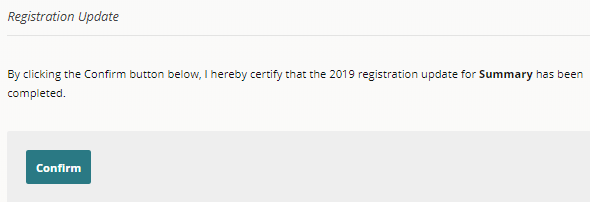 Registration Update
By clicking the Confirm button below, I hereby certify that the 2019 registration update for Summary has been
completed.
Confirm